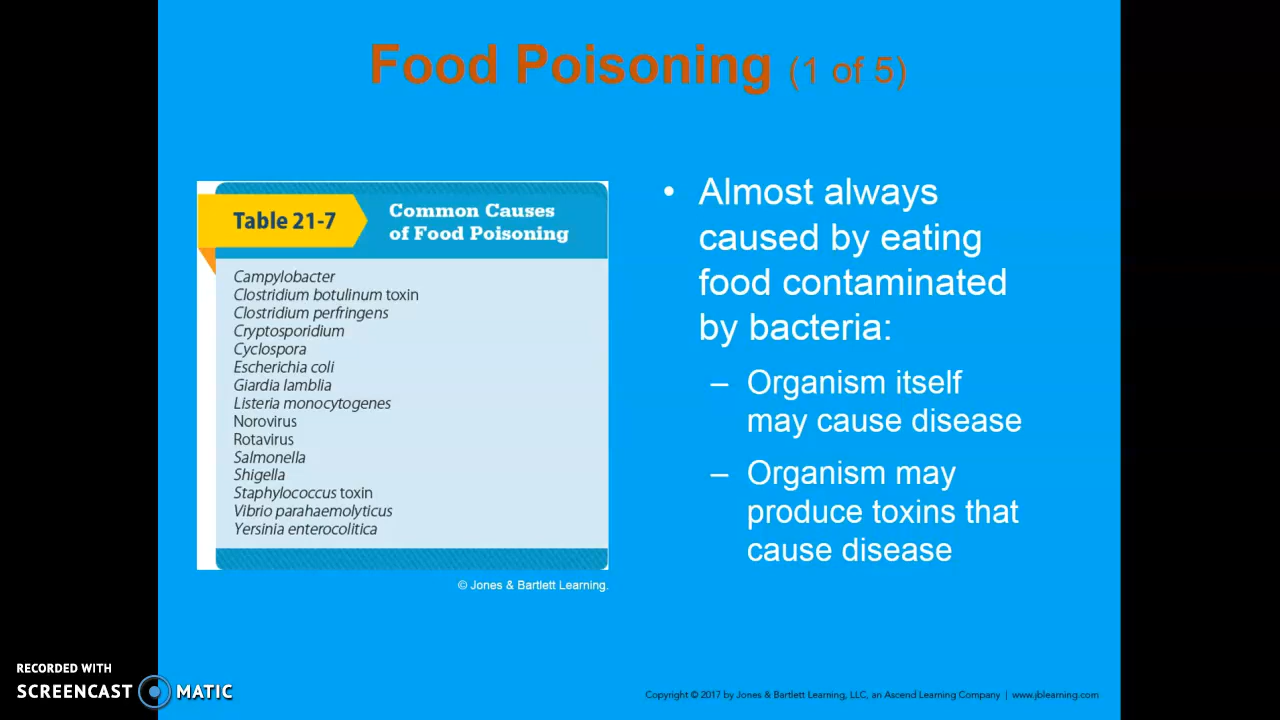 Food Poisoning (1 of 5)
Table 21-7
Common Causes
of Food Poisoning
Campylobacter
Clostridium botulinum toxin
Clostridium perfringens
Cryptosporidium
Cyclospora
Escherichia coli
Giardia lamblia
Listeria monocytogenes
Norovirus
Rotavirus
Salmonella
Shigella
Staphylococcus toxin
Vibrio parahaemolyticus
Yersinia enterocolitica
© Jones & Bartlett Learning.
• Almost always
caused by eating
food contaminated
by bacteria:
– Organism itself
may cause disease
– Organism may
produce toxins that
cause disease
RECORDED WITH
SCREENCAST MATIC
Copyright © 2017 by Jones & Bartlett Learning, LLC, an Ascend Learning Company | www.jblearning.com